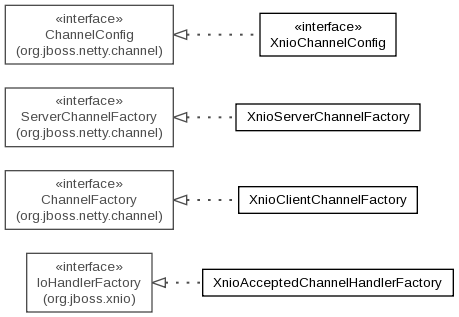 «interface»
ChannelConfig
(org.jboss.netty.channel)
«interface»
XnioChannelConfig
«interface»
ServerChannelFactory
(org.jboss.netty.channel)
XnioServerChannelFactory
«interface»
ChannelFactory
(org.jboss.netty.channel)
XnioClientChannelFactory
«interface»
IoHandlerFactory
(org.jboss.xnio)
XnioAcceptedChannelHandlerFactory